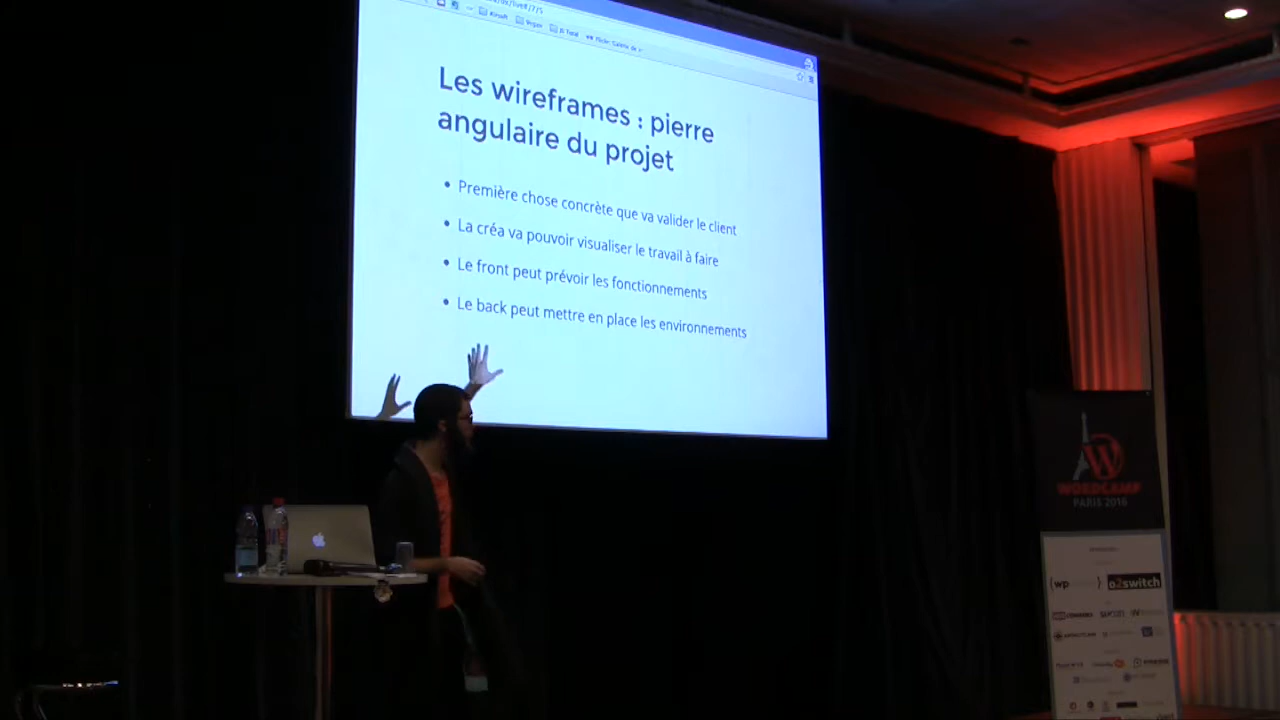 Les wireframes : pierre
angulaire du projet
• Première chose concrète que va valider le client
• La créa va pouvoir visualiser le travail à faire
• Le front peut prévoir les fonctionnements
• Le back peut mettre en place les environnements
WORDCAMP
PARIS 2016
{wp }
o2switch